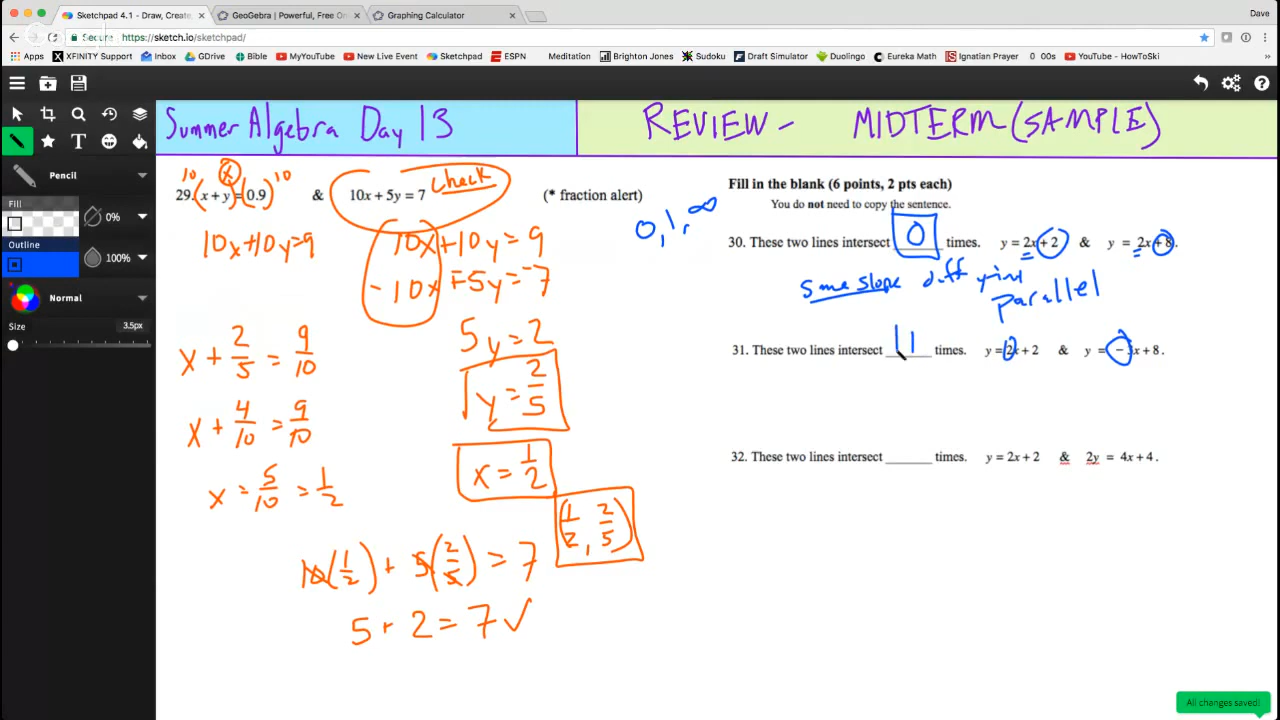 Sketchpad 4.1 - Draw, Create,
GeoGebra | Powerful, Free On
Graphing Calculator
Dave
Secure https://sketch.io/sketchpad/
Apps XFINITY Support Inbox GDrive Bible MyYouTube New Live Event Sketchpad ESPN Meditation Brighton Jones Sudoku Draft Simulator Duolingo Eureka Math Ignatian Prayer 0 00s YouTube - HowToSki »
Summer Algebra Day 13
REVIEW - MIDTERM (SAMPLE)
Pencil
Fill
0%
Outline
100%
Normal
Size 3.5px
10 x 10
29. (x + y) = (0.9) & 10x + 5y = 7 check (* fraction alert)
10x+10y=9
10x+10y=9
-10x +5y=-7
5y=2
y=2/5
x + 2/5 = 9/10
x + 4/10 = 9/10
x = 5/10 = 1/2
x = 1/2
(1/2, 2/5)
10(1/2) + 5(2/5) = 7
5+2=7✓
Fill in the blank (6 points, 2 pts each)
You do not need to copy the sentence.
0, 1, ∞
30. These two lines intersect 0 times. y = 2x + 2 & y = 2x + 8.
same slope diff y-int
parallel
31. These two lines intersect ______ times. y = 2x + 2 & y = -3x + 8.
32. These two lines intersect ______ times. y = 2x + 2 & 2y = 4x + 4.
All changes saved!